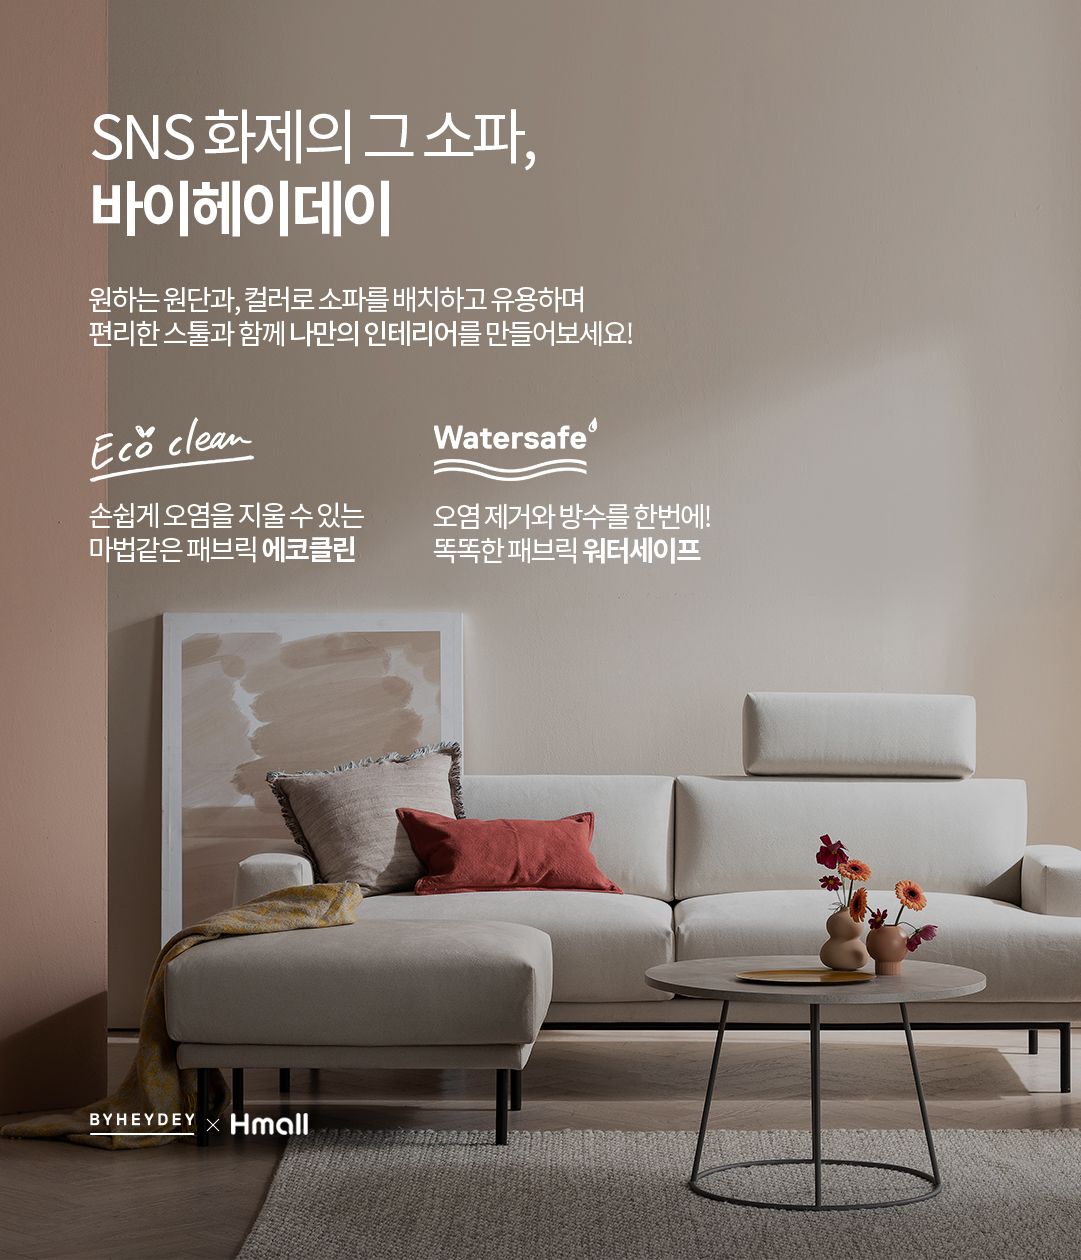 SNS 화제의 그 소파,
바이헤이데이
원하는 원단과, 컬러로 소파를 배치하고 유용하며
편리한 스툴과 함께 나만의 인테리어를 만들어보세요!
Eco clean
손쉽게 오염을 지울 수 있는
마법같은 패브릭 에코클린
Watersafe
오염 제거와 방수를 한번에!
똑똑한 패브릭 워터세이프
BYHEYDEY × Hmall